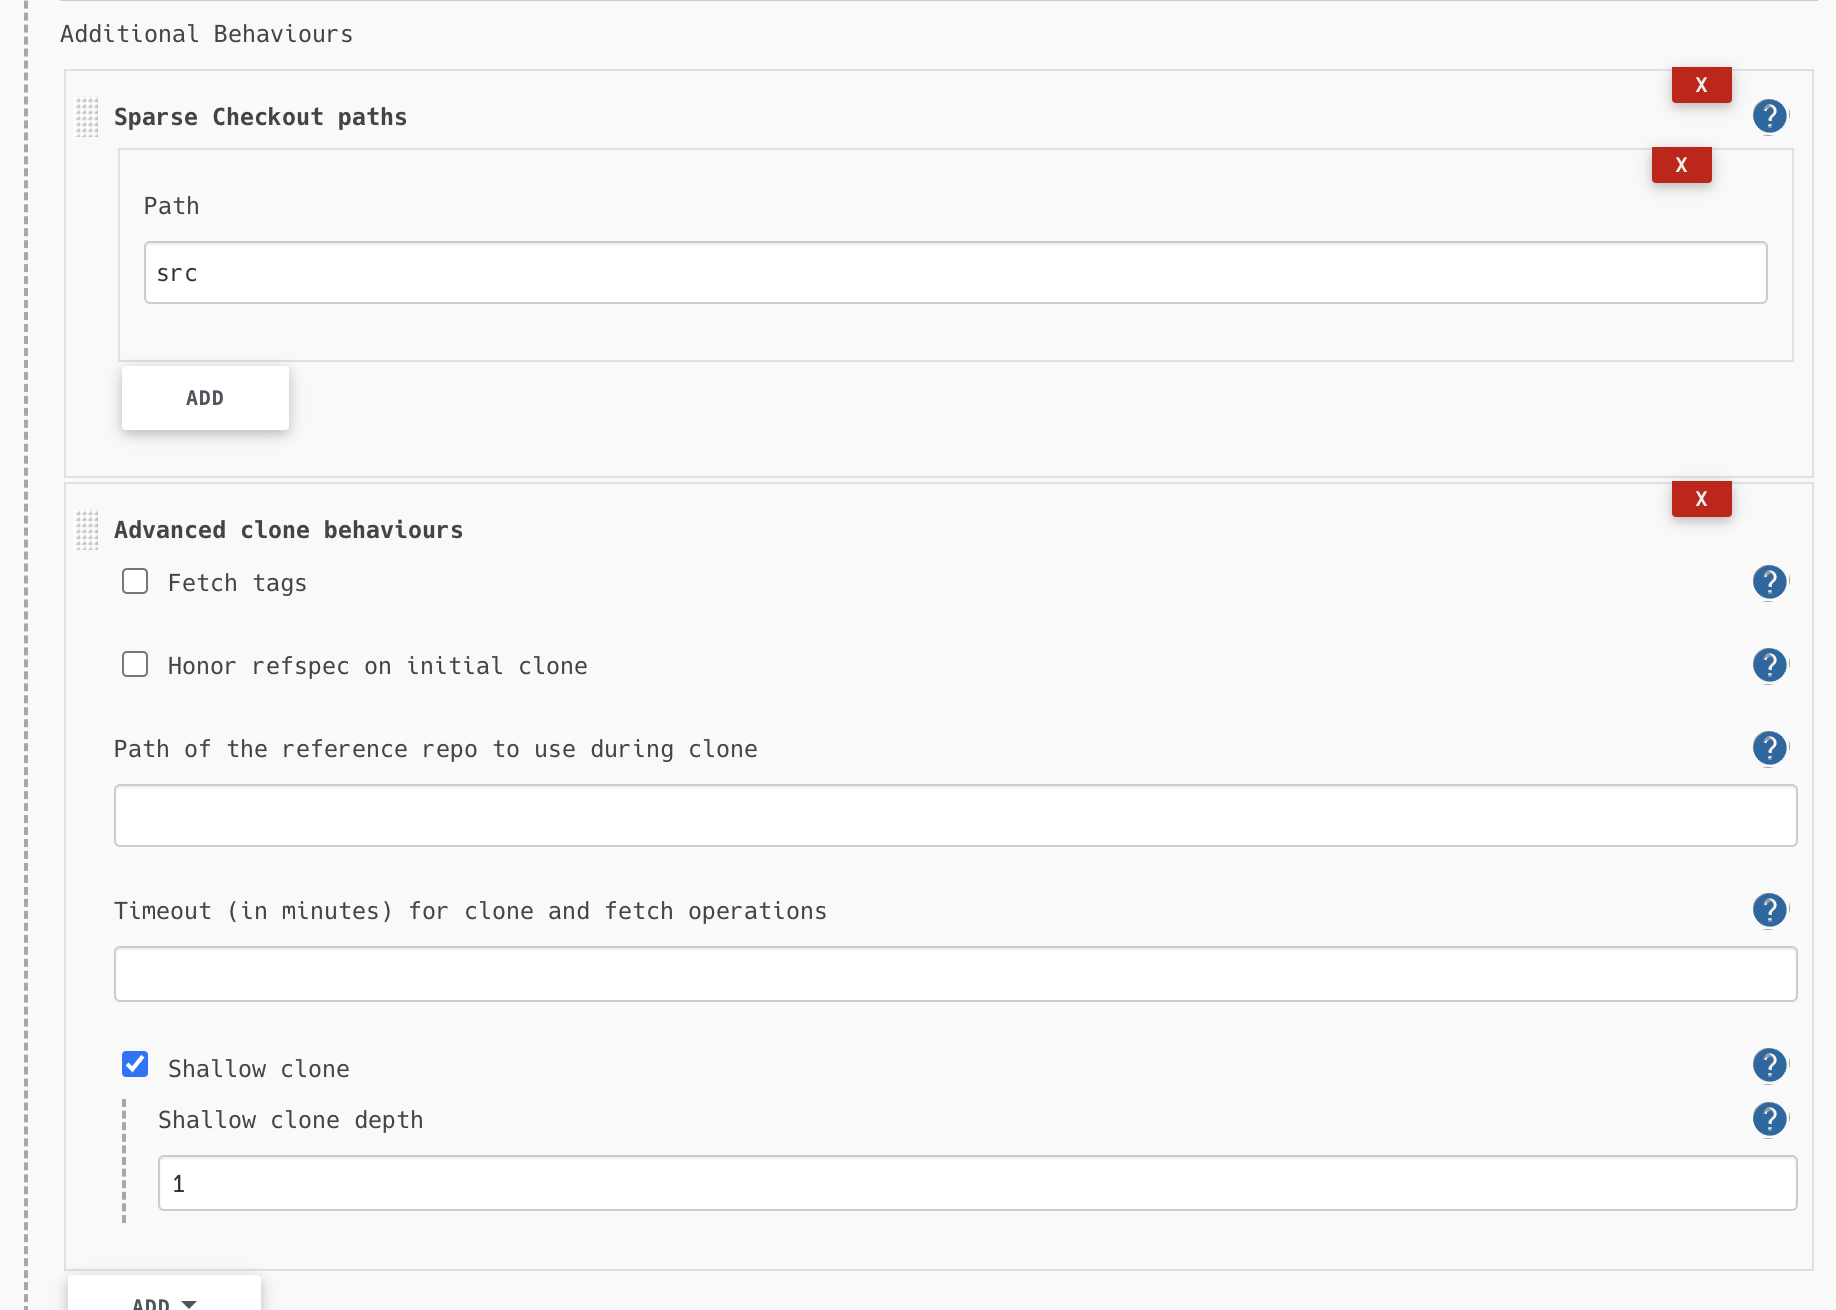 Additional Behaviours
X
Sparse Checkout paths
?
X
Path
src
ADD
X
Advanced clone behaviours
Fetch tags
?
Honor refspec on initial clone
?
Path of the reference repo to use during clone
?
Timeout (in minutes) for clone and fetch operations
?
Shallow clone
?
Shallow clone depth
?
1
ADD